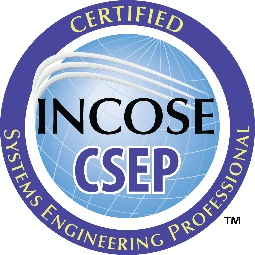 CERTIFIED
INCOSE
CSEP
SYSTEMS ENGINEERING PROFESSIONAL
TM